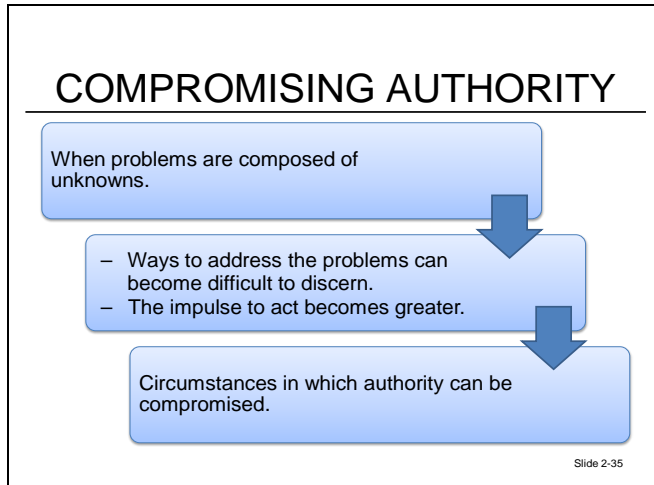 COMPROMISING AUTHORITY
When problems are composed of
unknowns.
– Ways to address the problems can
become difficult to discern.
– The impulse to act becomes greater.
Circumstances in which authority can be
compromised.
Slide 2-35